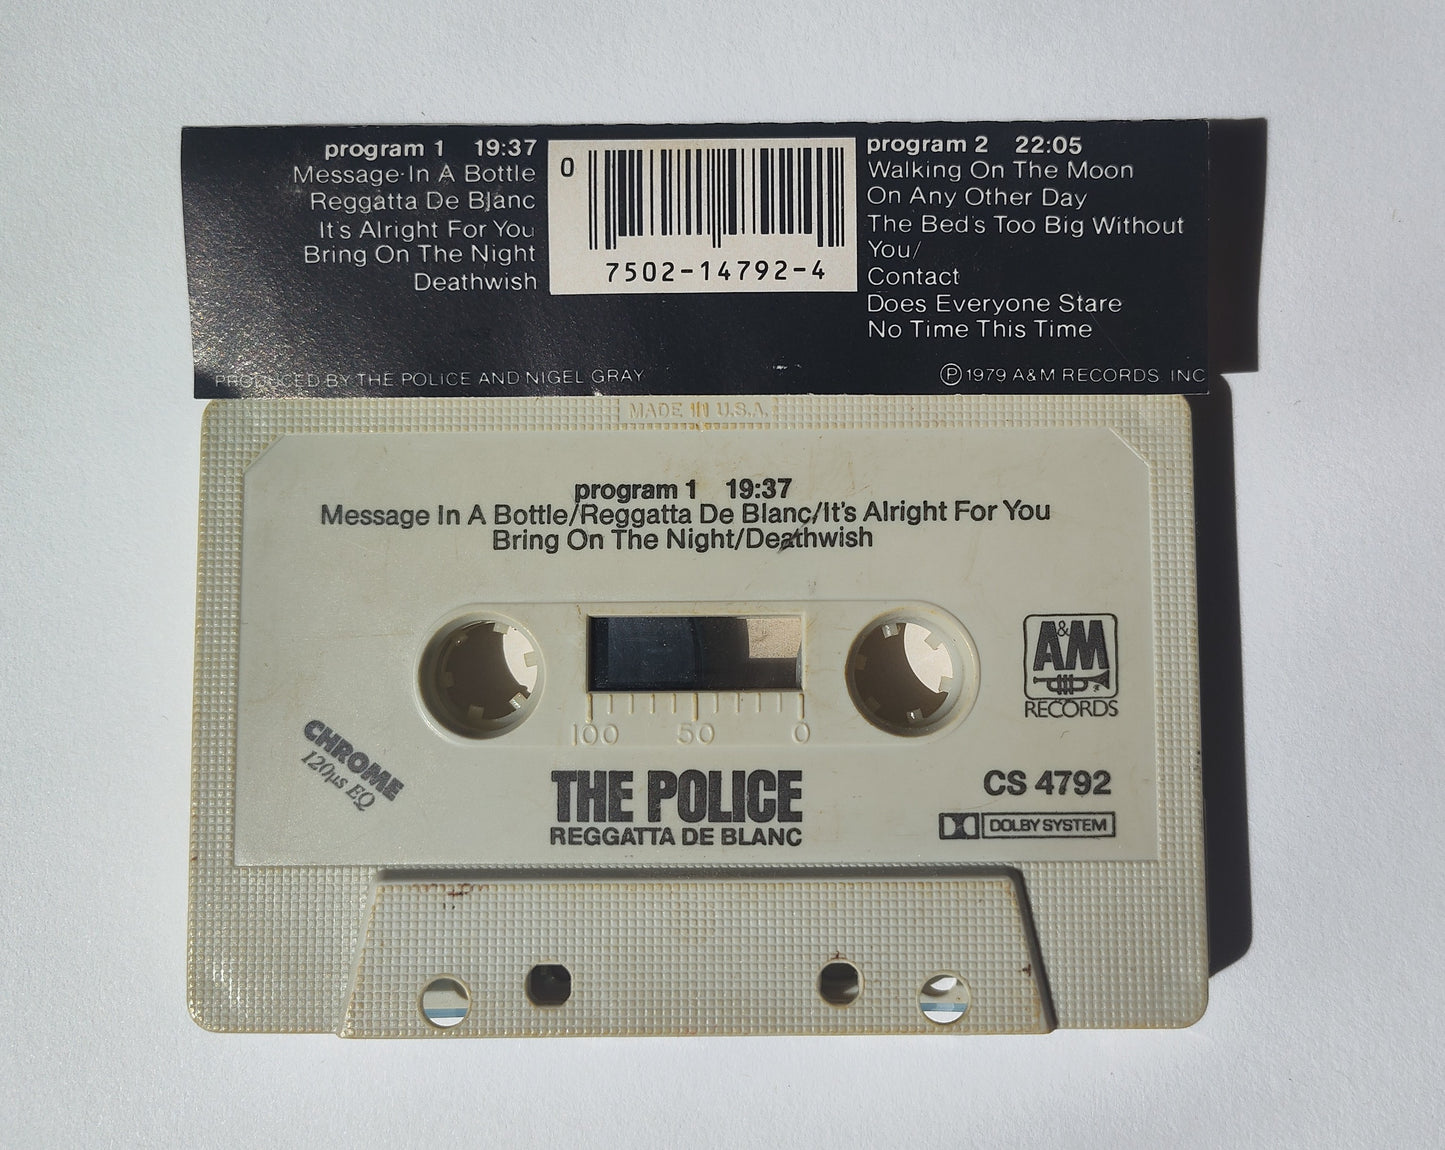 program 1 19:37
Message In A Bottle
Reggatta De Blanc
It's Alright For You
Bring On The Night
Deathwish
PRODUCED BY THE POLICE AND NIGEL GRAY
0
7502-14792-4
program 2 22:05
Walking On The Moon
On Any Other Day
The Bed's Too Big Without
You/
Contact
Does Everyone Stare
No Time This Time
Ⓟ 1979 A&M RECORDS, INC
MADE IN U.S.A.
program 1 19:37
Message In A Bottle/Reggatta De Blanc/It's Alright For You
Bring On The Night/Deathwish
A&M
RECORDS
100 50 0
CHROME
120µs EQ
THE POLICE
REGGATTA DE BLANC
CS 4792
DOLBY SYSTEM